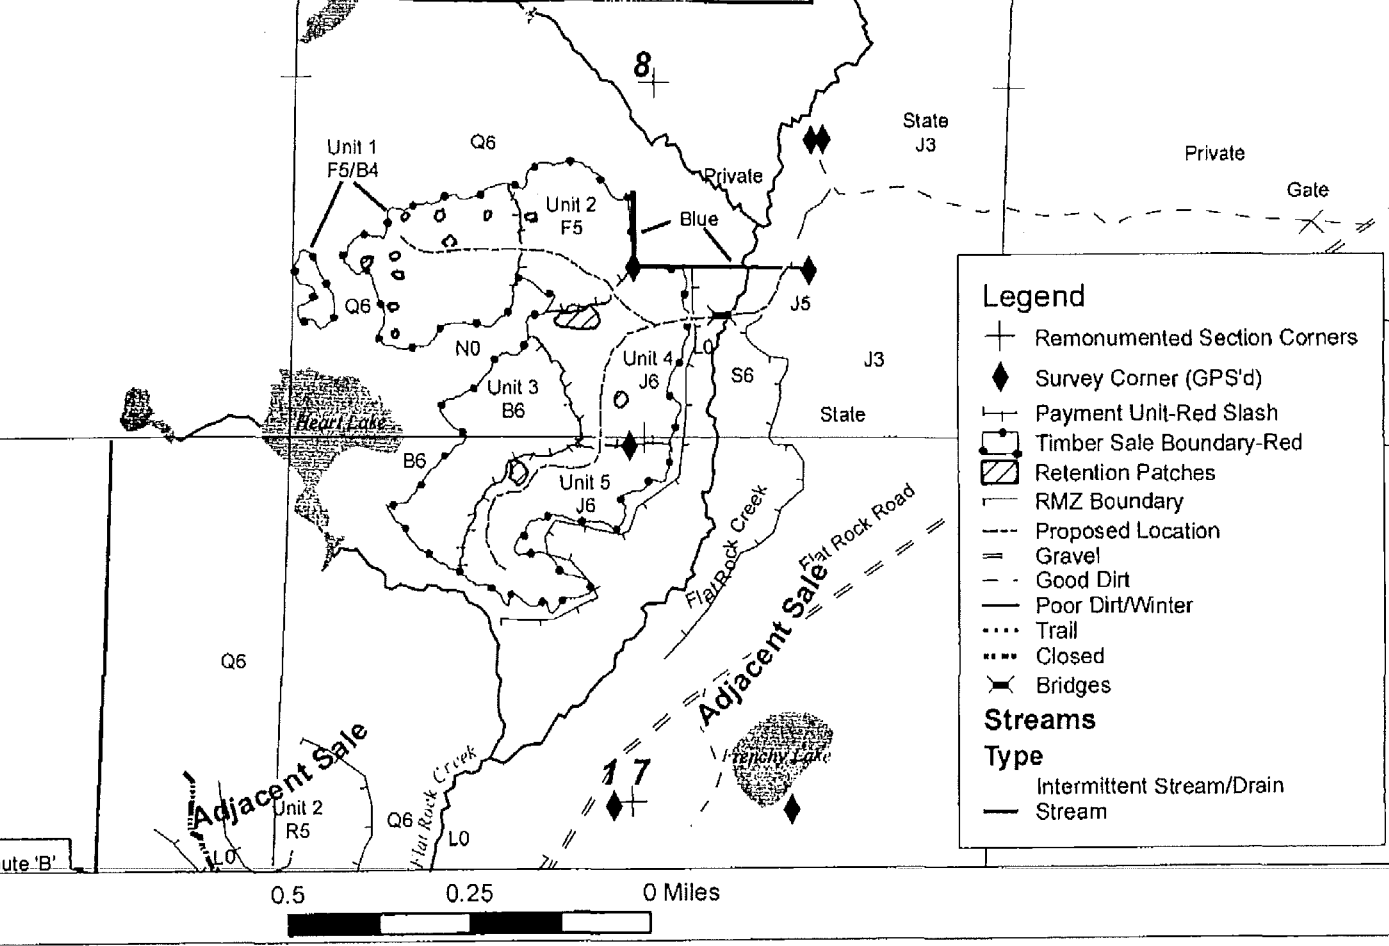 8
State
J3
Q6
Unit 1
F5/B4
Private
Private
Gate
Unit 2
F5
Blue
Q6
J5
N0
Unit 4
J6
L0
S6
J3
Unit 3
B6
State
Heart Lake
B6
Unit 5
J6
Flat Rock Creek
Flat Rock Road
Adjacent Sale
Q6
Adjacent Sale
Frenchy Lake
17
Unit 2
R5
Q6
Flat Rock Creek
L0
L0
ute 'B'
0.5 0.25 0 Miles
Legend
Remonumented Section Corners
Survey Corner (GPS'd)
Payment Unit-Red Slash
Timber Sale Boundary-Red
Retention Patches
RMZ Boundary
Proposed Location
Gravel
Good Dirt
Poor Dirt/Winter
Trail
Closed
Bridges
Streams
Type
Intermittent Stream/Drain
Stream